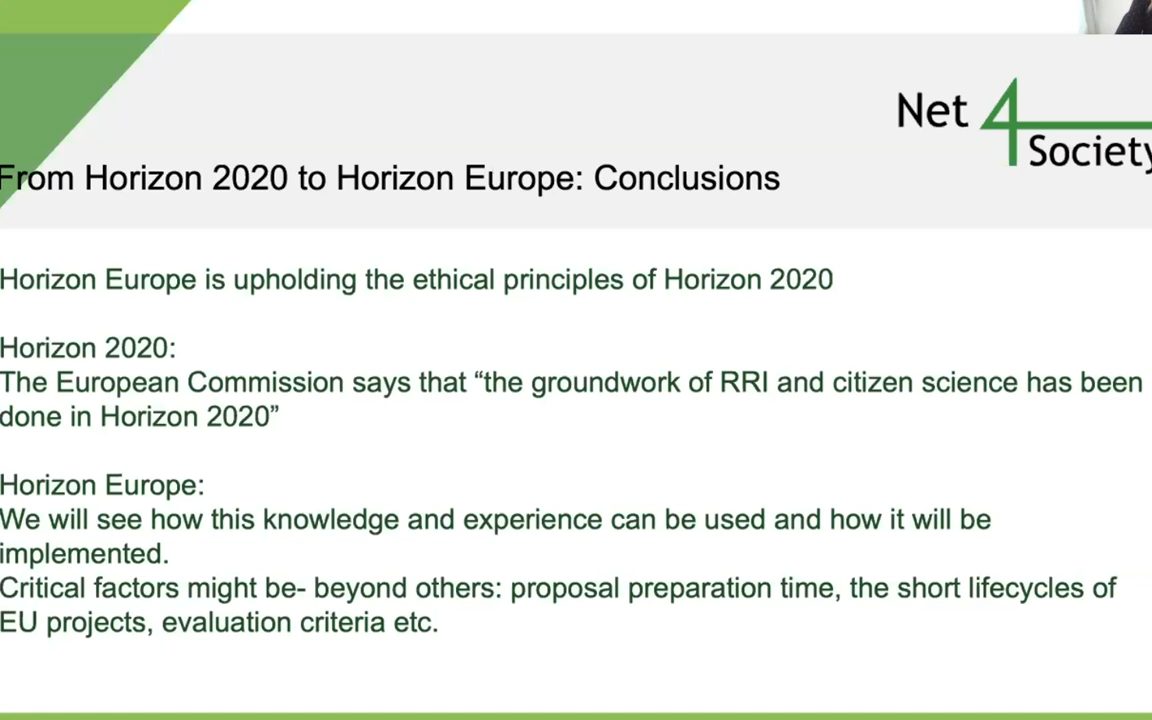 Net 4 Society
From Horizon 2020 to Horizon Europe: Conclusions
Horizon Europe is upholding the ethical principles of Horizon 2020
Horizon 2020:
The European Commission says that “the groundwork of RRI and citizen science has been
done in Horizon 2020”
Horizon Europe:
We will see how this knowledge and experience can be used and how it will be
implemented.
Critical factors might be- beyond others: proposal preparation time, the short lifecycles of
EU projects, evaluation criteria etc.